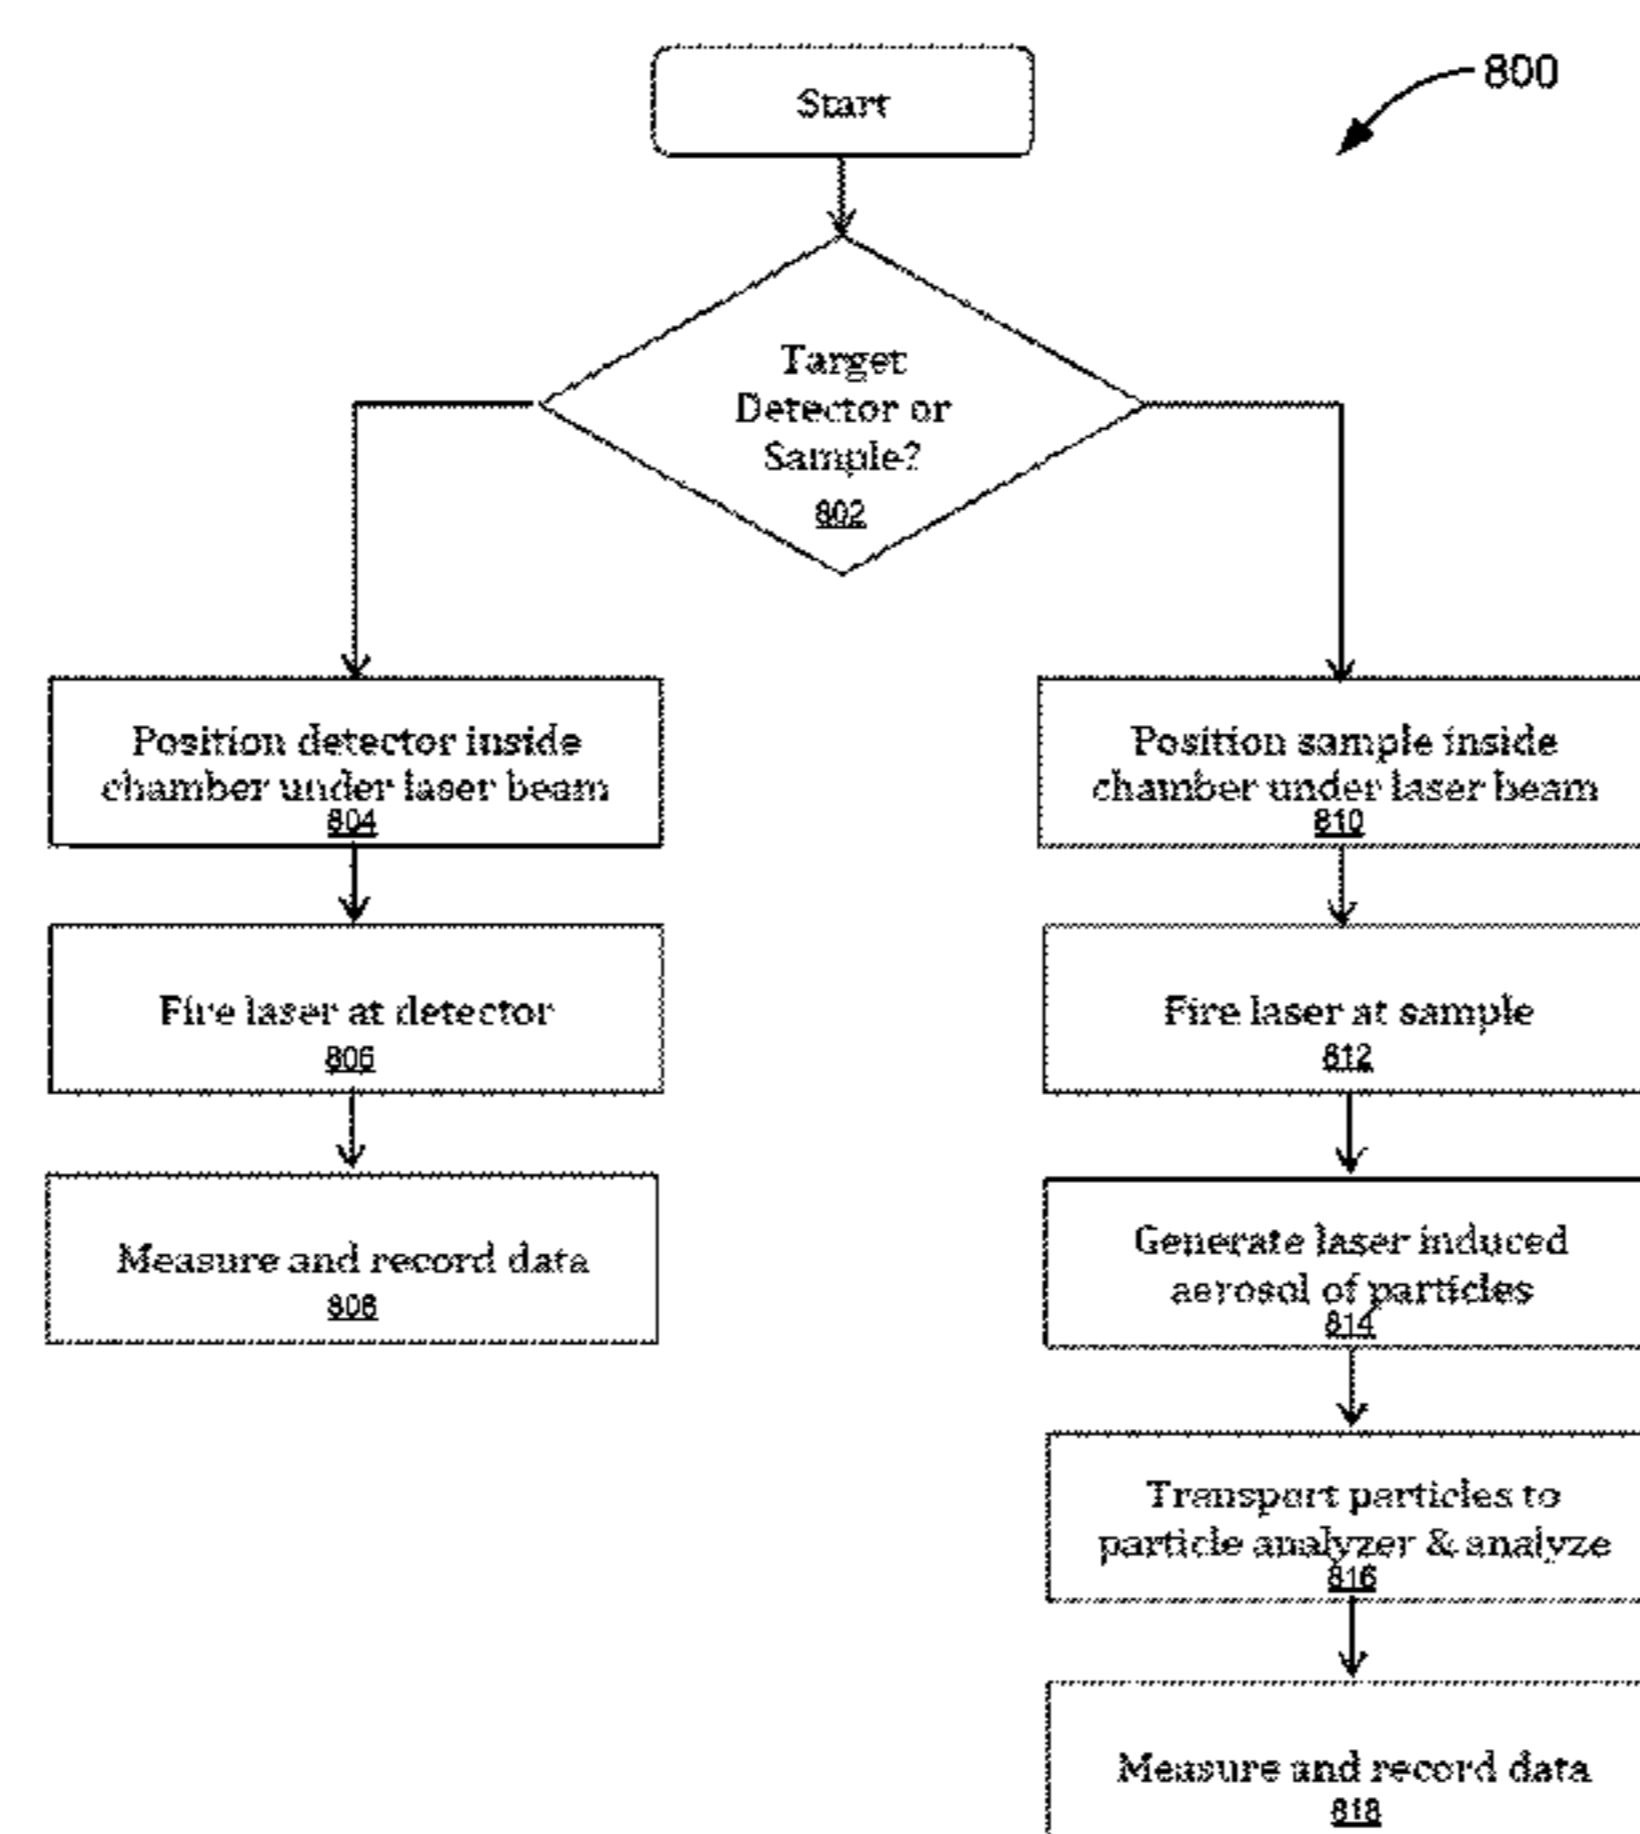 Start
800
Target
Detector or
Sample?
802
Position detector inside
chamber under laser beam
804
Fire laser at detector
806
Measure and record data
808
Position sample inside
chamber under laser beam
810
Fire laser at sample
812
Generate laser induced
aerosol of particles
814
Transport particles to
particle analyzer & analyze
816
Measure and record data
818